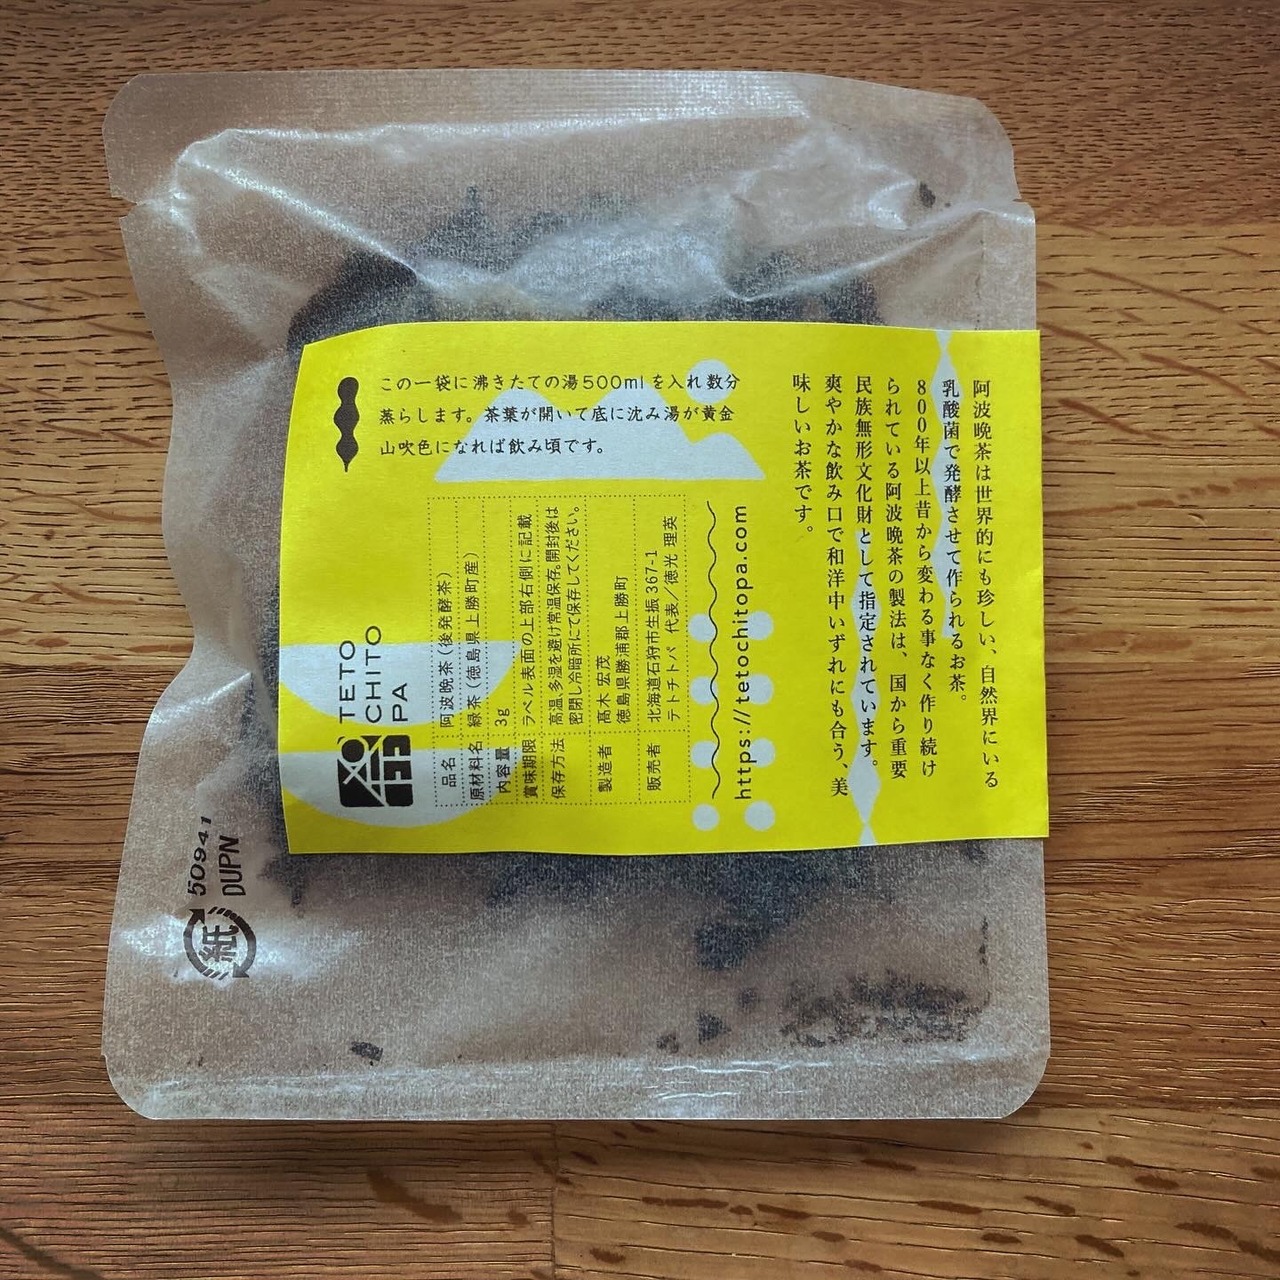 この一袋に沸きたての湯500mlを入れ数分
蒸らします。茶葉が開いて底に沈み湯が黄金
山吹色になれば飲み頃です。
阿波晩茶は世界的にも珍しい、自然界にいる
乳酸菌で発酵させて作られるお茶。
800年以上昔から変わる事なく作り続け
られている阿波晩茶の製法は、国から重要
民族無形文化財として指定されています。
爽やかな飲み口で和洋中いずれにも合う、美
味しいお茶です。
TETO
CHITO
PA
品名 阿波晩茶(後発酵茶)
原材料名 緑茶(徳島県上勝町産)
内容量 3g
賞味期限 ラベル表面の上部右側に記載
保存方法 高温、多湿を避け常温保存。開封後は
密閉し冷暗所にて保存してください。
製造者 髙木 宏茂
徳島県勝浦郡上勝町
販売者 北海道石狩市生振367-1
テトチトパ 代表/徳光 理英
https://tetochitopa.com
50941
DUPN
紙